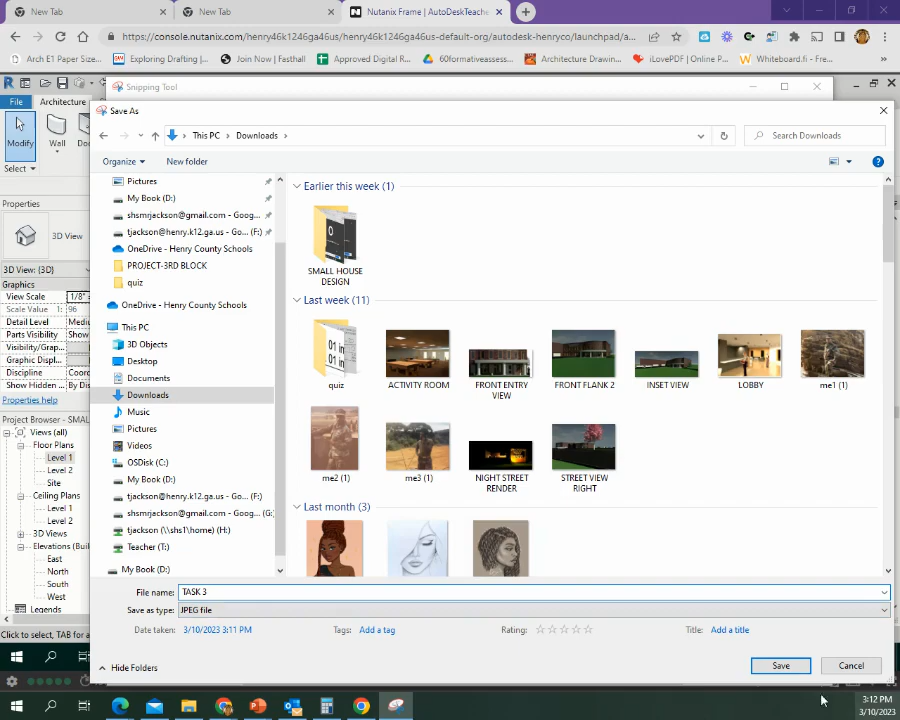 New Tab
New Tab
Nutanix Frame | AutoDeskTeache
https://console.nutanix.com/henry46k1246ga46us/henry46k1246ga46us-default-org/autodesk-henryco/launchpad/a...
Arch E1 Paper Size...
Exploring Drafting |...
Join Now | Fasthall
Approved Digital R...
60formativeassess...
Architecture Drawin...
iLovePDF | Online P...
Whiteboard.fi - Fre...
Snipping Tool
File
Architecture
Modify
Wall
Select
Properties
3D View
3D View: {3D}
Graphics
View Scale
1/8"
Scale Value 1:
96
Detail Level
Parts Visibility
Visibility/Grap...
Graphic Displ...
Discipline
Show Hidden ...
Properties help
Project Browser - SMAL
Views (all)
Floor Plans
Level 1
Level 2
Site
Ceiling Plans
Level 1
Level 2
3D Views
Elevations (Buil
East
North
South
West
Legends
Click to select, TAB for a
Save As
This PC
Downloads
Search Downloads
Organize
New folder
Pictures
My Book (D:)
shsmrjackson@gmail.com - Goog...
tjackson@henry.k12.ga.us - G (F:)
OneDrive - Henry County Schools
PROJECT-3RD BLOCK
quiz
OneDrive - Henry County Schools
This PC
3D Objects
Desktop
Documents
Downloads
Music
Pictures
Videos
OSDisk (C:)
My Book (D:)
tjackson@henry.k12.ga.us - G (F:)
shsmrjackson@gmail.com - Goog... (G:
tjackson (\\shs1\home) (H:)
Teacher (T:)
My Book (D:)
Earlier this week (1)
SMALL HOUSE
DESIGN
Last week (11)
quiz
ACTIVITY ROOM
FRONT ENTRY
VIEW
FRONT FLANK 2
INSET VIEW
LOBBY
me1 (1)
me2 (1)
me3 (1)
NIGHT STREET
RENDER
STREET VIEW
RIGHT
Last month (3)
File name:
TASK 3
Save as type:
JPEG file
Date taken:
3/10/2023 3:11 PM
Tags:
Add a tag
Rating:
Title:
Add a title
Hide Folders
Save
Cancel
3:12 PM
3/10/2023